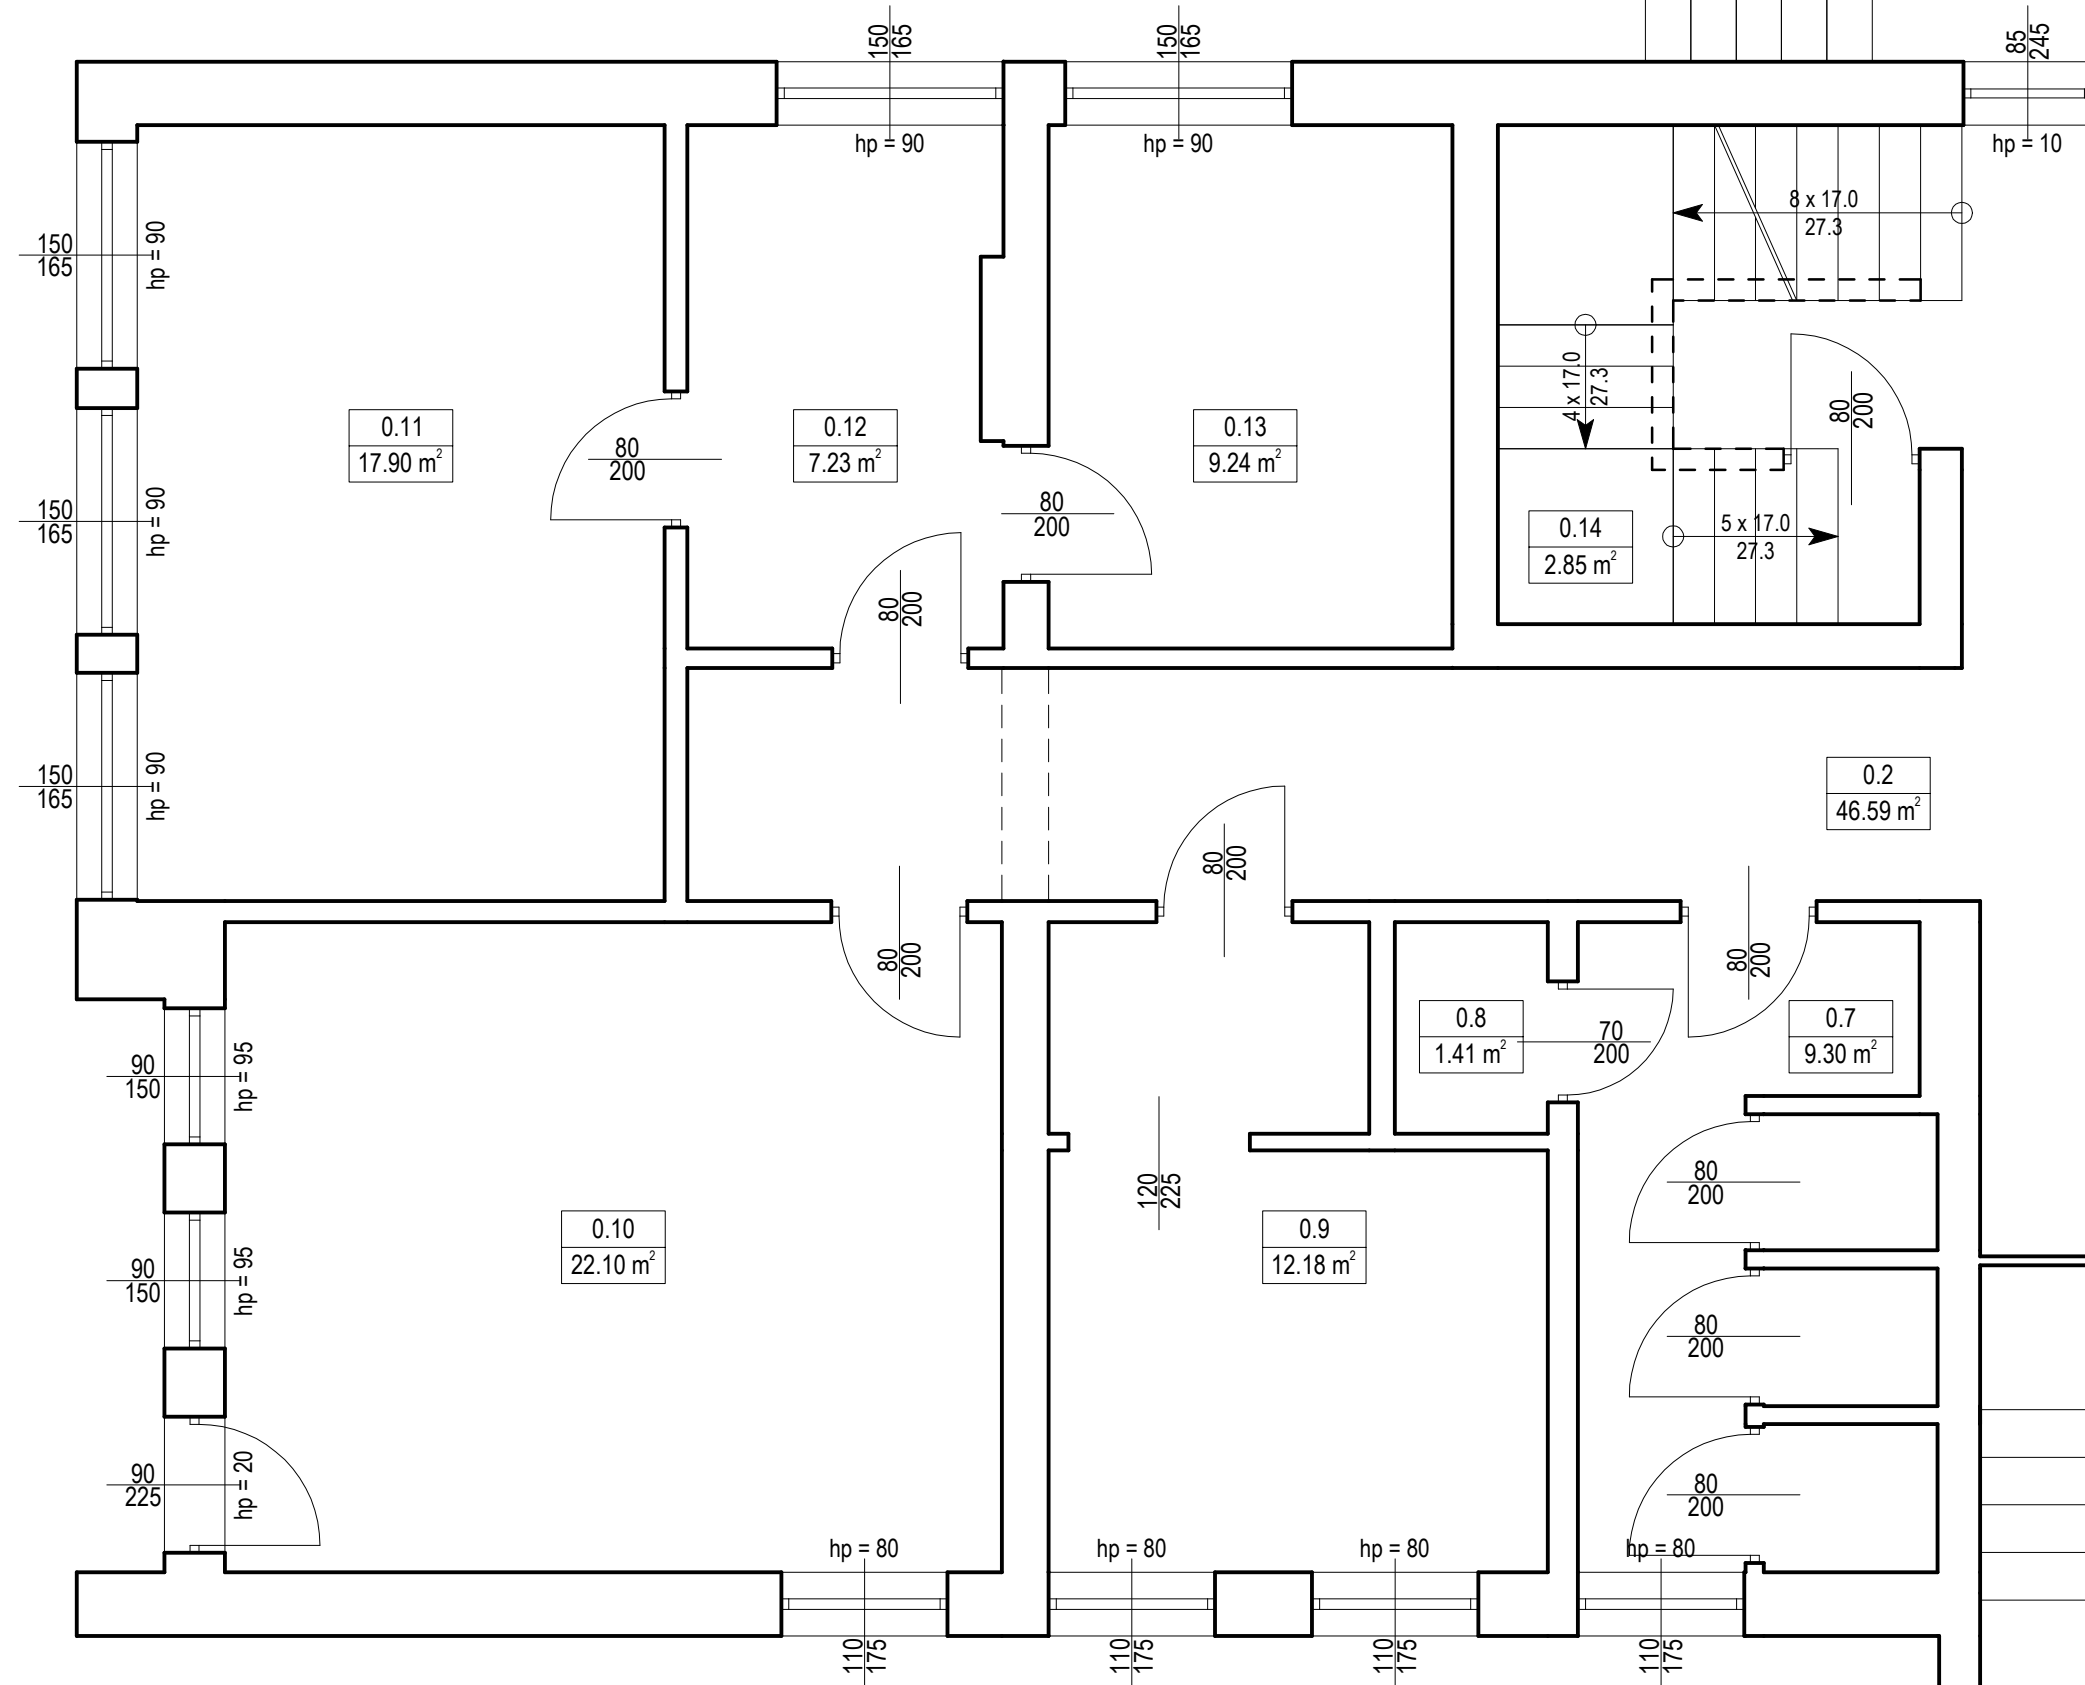 150
165
150
165
85
245
hp = 90
hp = 90
hp = 10
8 x 17.0
27.3
150
165
hp = 90
4 x 17.0
27.3
80
200
0.11
17.90 m²
80
200
0.12
7.23 m²
0.13
9.24 m²
150
165
hp = 90
80
200
0.14
2.85 m²
5 x 17.0
27.3
80
200
150
165
hp = 90
0.2
46.59 m²
80
200
80
200
80
200
90
150
hp = 95
0.8
1.41 m²
70
200
0.7
9.30 m²
120
225
80
200
90
150
hp = 95
0.10
22.10 m²
0.9
12.18 m²
80
200
90
225
hp = 20
80
200
hp = 80
hp = 80
hp = 80
hp = 80
110
175
110
175
110
175
110
175